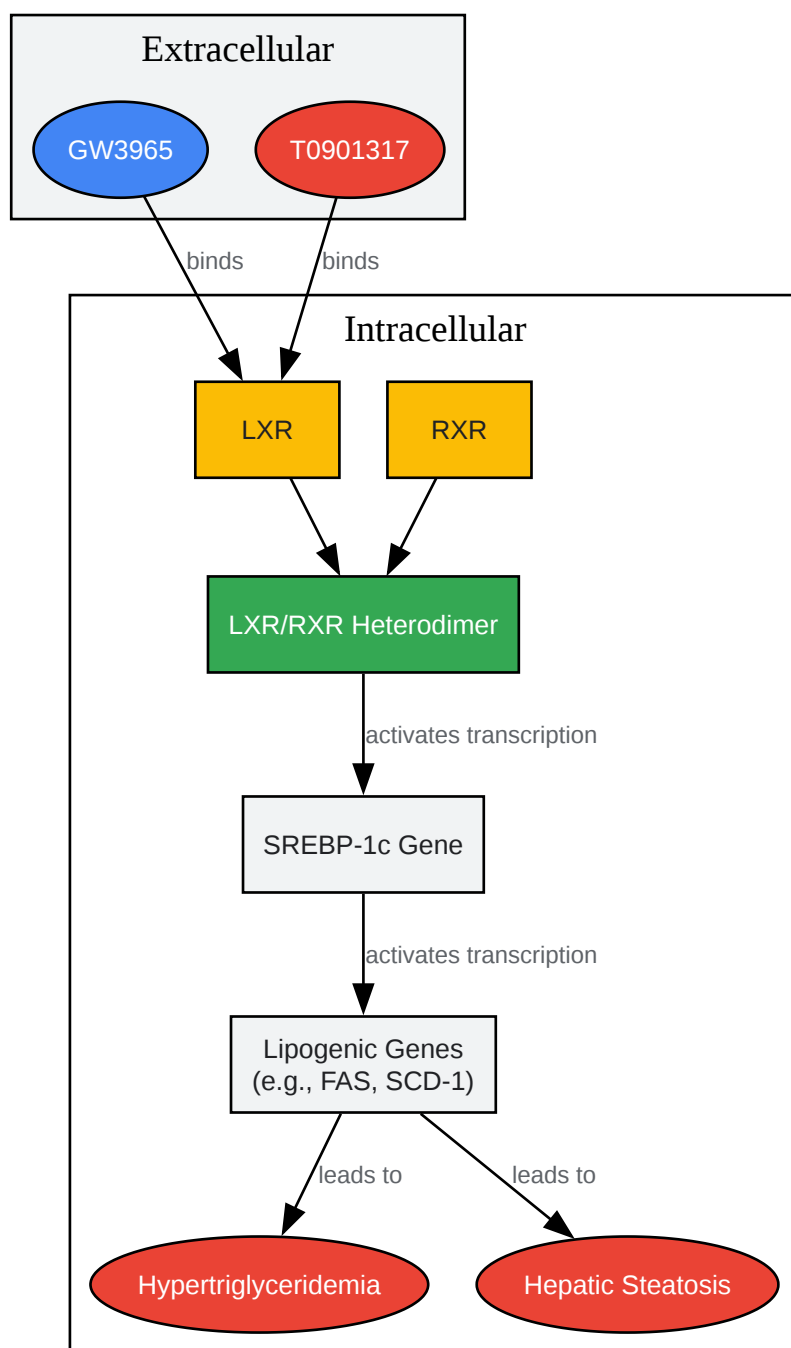 Extracellular
GW3965
T0901317
binds
binds
Intracellular
LXR
RXR
LXR/RXR Heterodimer
activates transcription
SREBP-1c Gene
activates transcription
Lipogenic Genes
(e.g., FAS, SCD-1)
leads to
leads to
Hypertriglyceridemia
Hepatic Steatosis